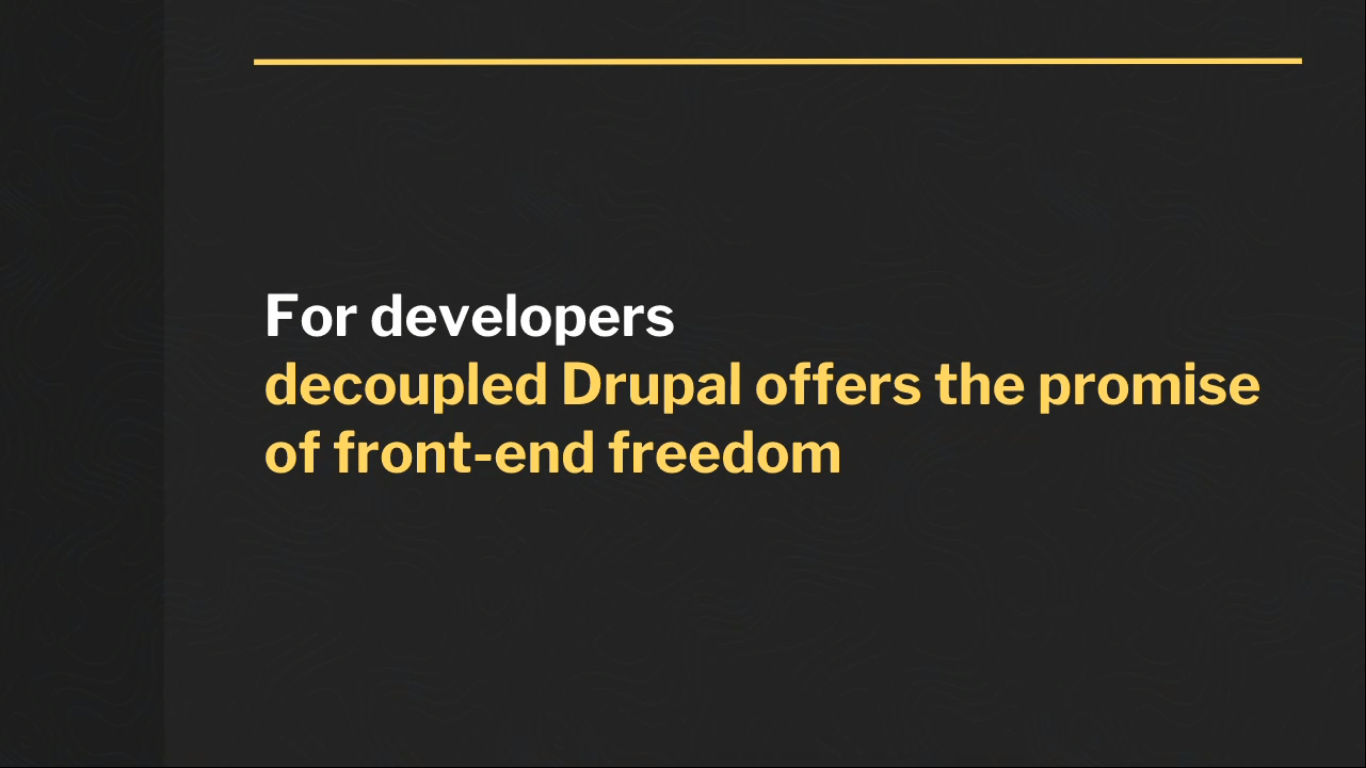 For developers
decoupled Drupal offers the promise
of front-end freedom